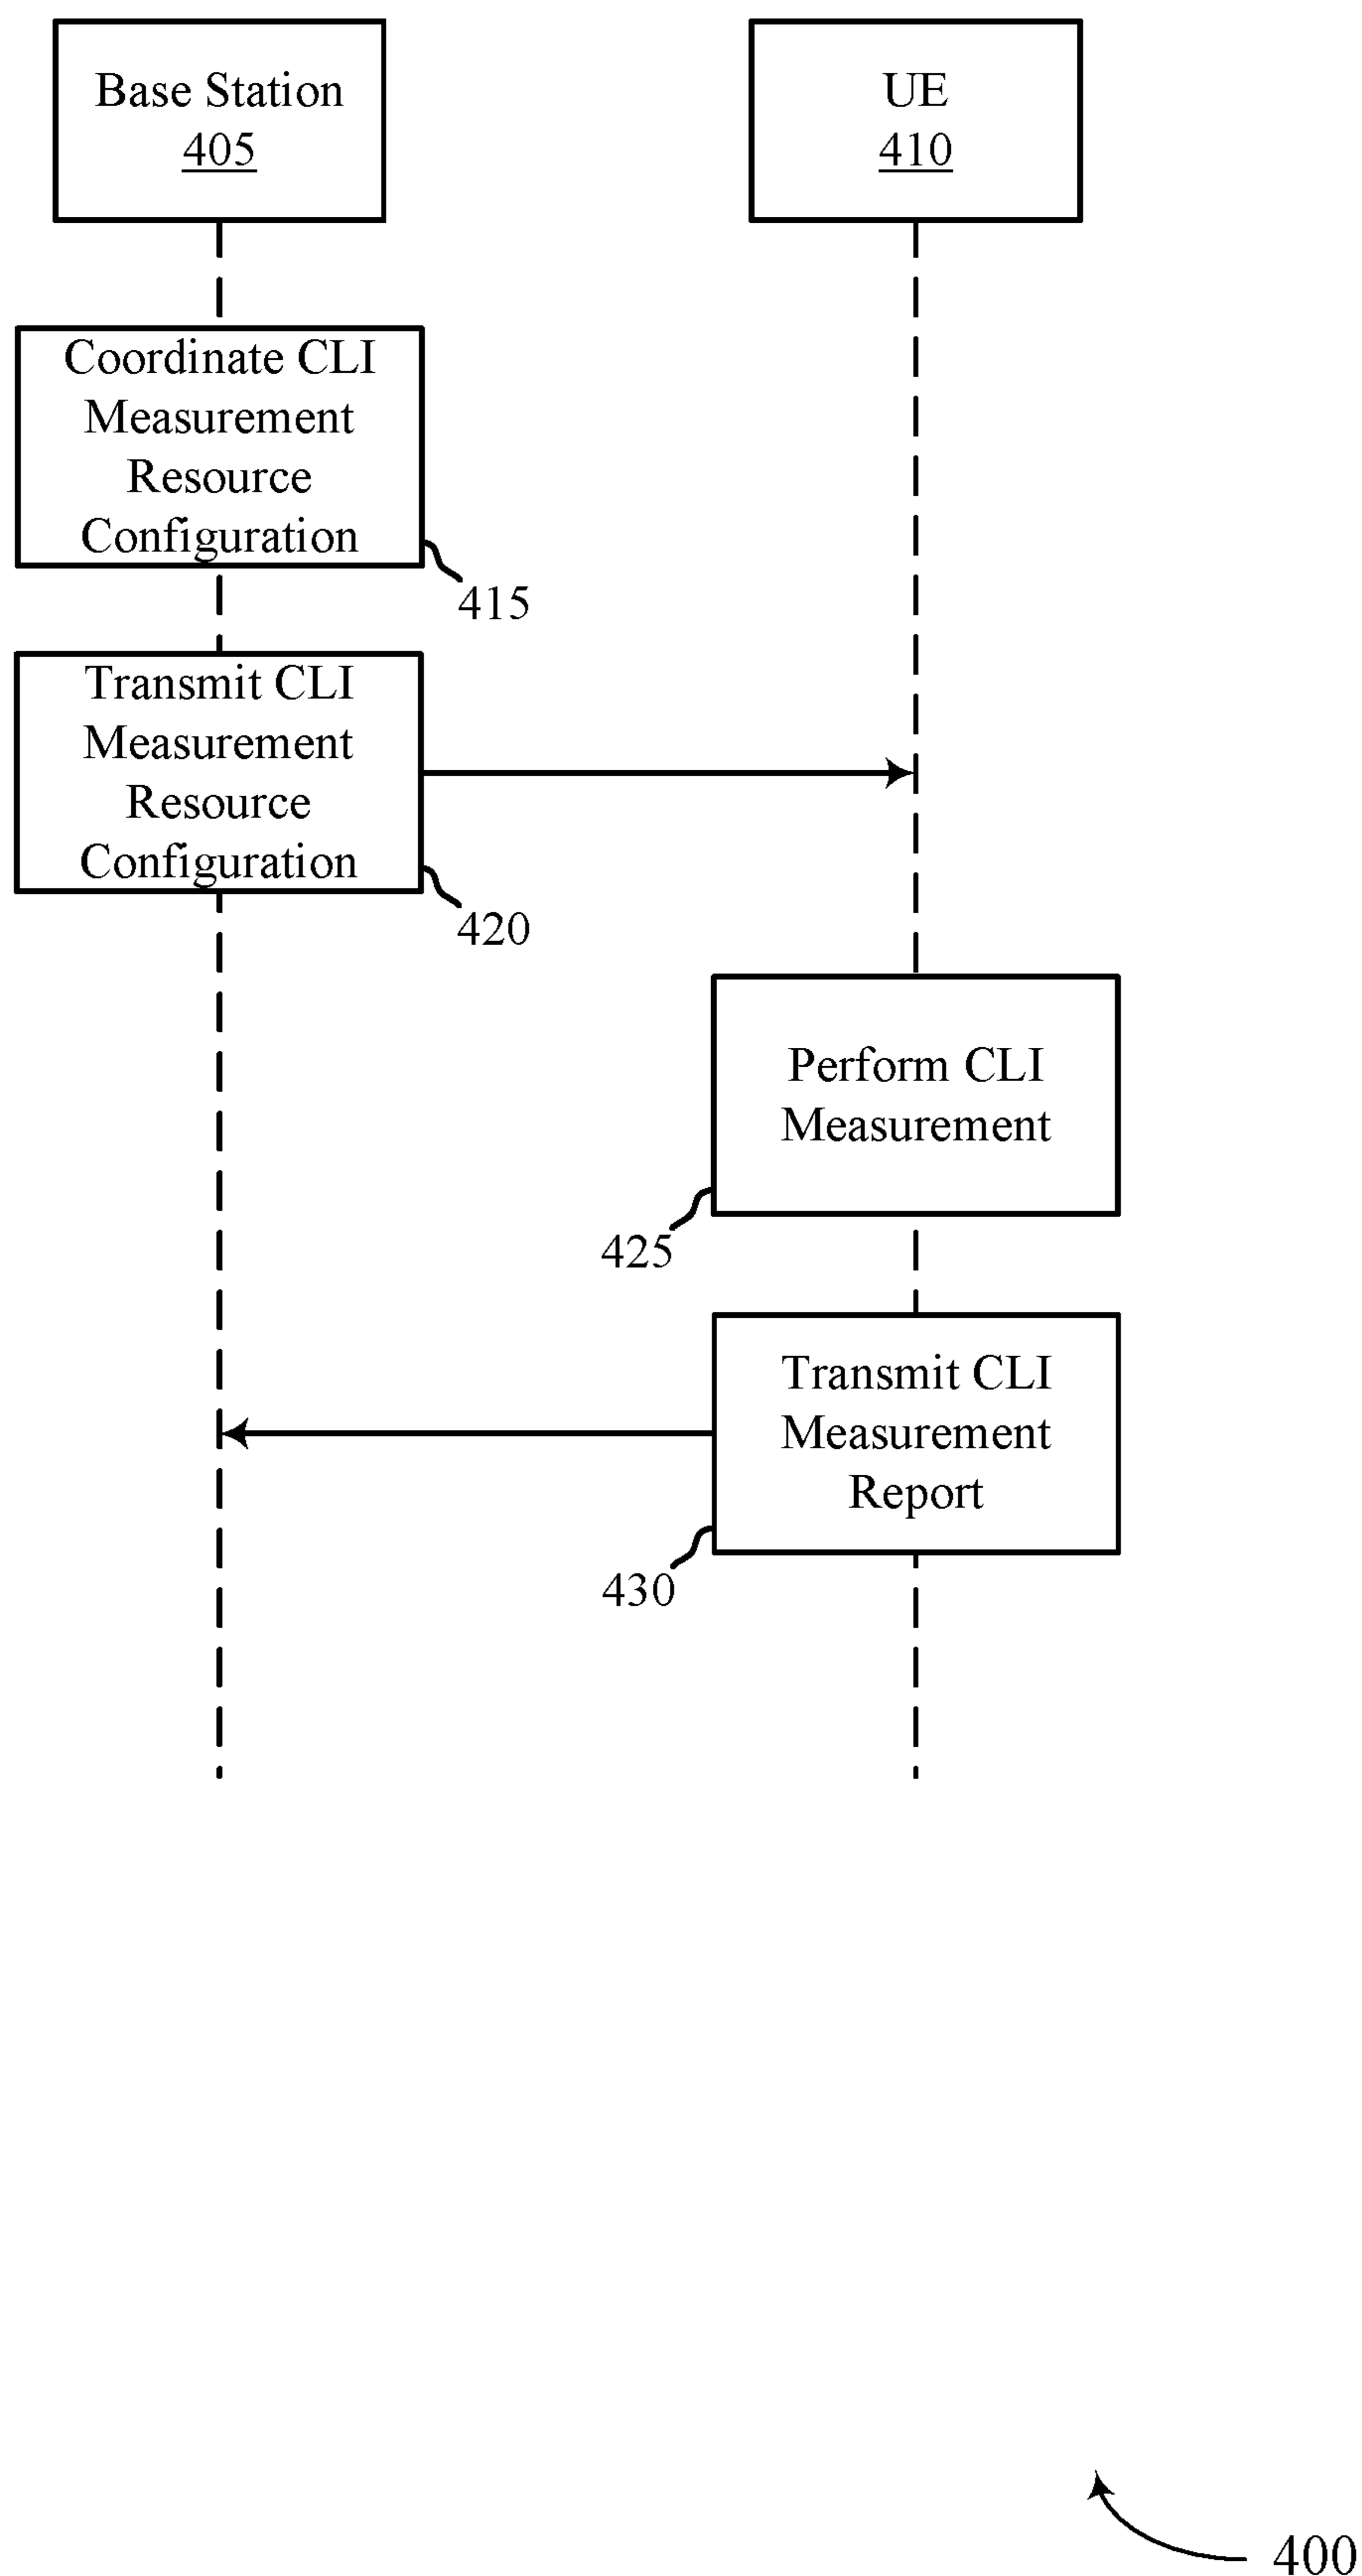 Base Station
405
UE
410
Coordinate CLI
Measurement
Resource
Configuration
415
Transmit CLI
Measurement
Resource
Configuration
420
Perform CLI
Measurement
425
Transmit CLI
Measurement
Report
430
400